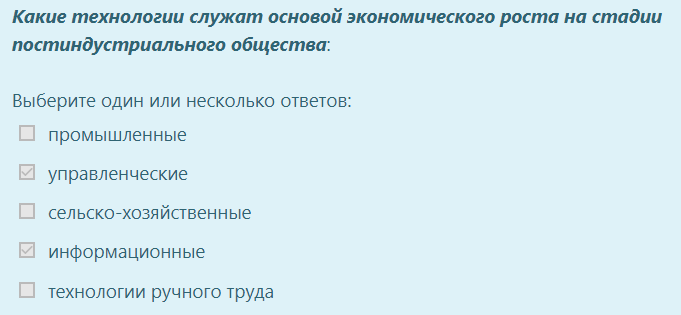 Какие технологии служат основой экономического роста на стадии
постиндустриального общества:
Выберите один или несколько ответов:
промышленные
управленческие
сельско-хозяйственные
информационные
технологии ручного труда